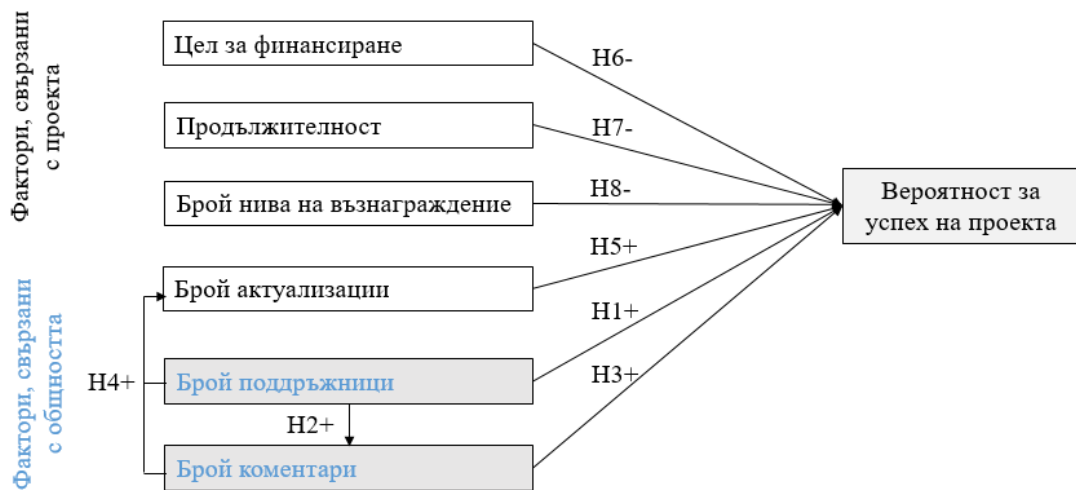 Фактори, свързани
с проекта
Цел за финансиране
Продължителност
Брой нива на възнаграждение
Брой актуализации
Брой поддръжници
Брой коментари
Фактори, свързани
с общността
H4+
H2+
H6-
H7-
H8-
H5+
H1+
H3+
Вероятност за
успех на проекта